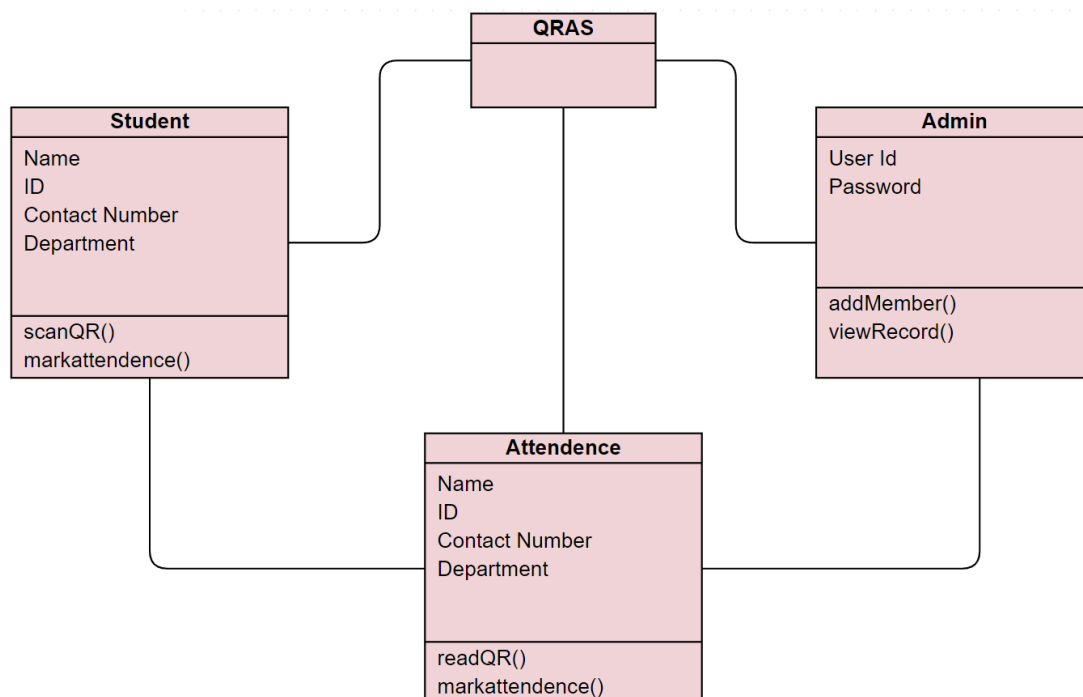 QRAS
Student
Name
ID
Contact Number
Department
scanQR()
markattendence()
Admin
User Id
Password
addMember()
viewRecord()
Attendence
Name
ID
Contact Number
Department
readQR()
markattendence()